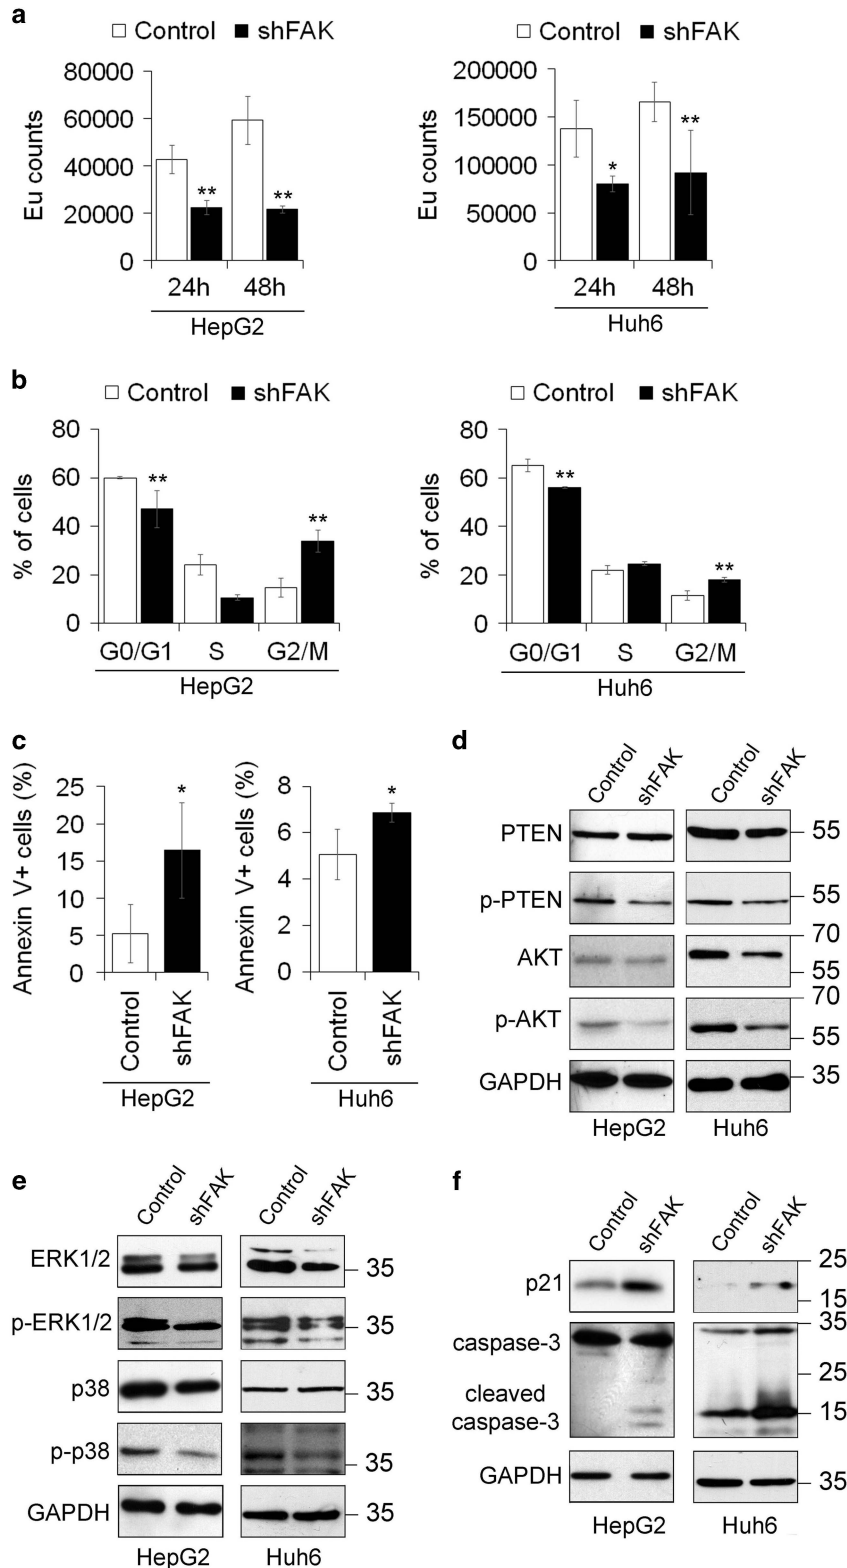 a
Control shFAK
Eu counts
80000
60000
40000
20000
0
** **
24h 48h
HepG2
Control shFAK
Eu counts
200000
150000
100000
50000
0
* **
24h 48h
Huh6
b
Control shFAK
% of cells
80
60
40
20
0
** **
G0/G1 S G2/M
HepG2
Control shFAK
% of cells
80
60
40
20
0
** **
G0/G1 S G2/M
Huh6
c
Annexin V+ cells (%)
25
20
15
10
5
0
*
Control shFAK
HepG2
Annexin V+ cells (%)
8
6
4
2
0
*
Control shFAK
Huh6
d
Control shFAK Control shFAK
PTEN 55
p-PTEN 55
70
AKT 55
70
p-AKT 55
GAPDH 35
HepG2 Huh6
e
Control shFAK Control shFAK
ERK1/2 35
p-ERK1/2 35
p38 35
p-p38 35
GAPDH 35
HepG2 Huh6
f
Control shFAK Control shFAK
25
p21 15
35
caspase-3
25
cleaved
caspase-3 15
GAPDH 35
HepG2 Huh6